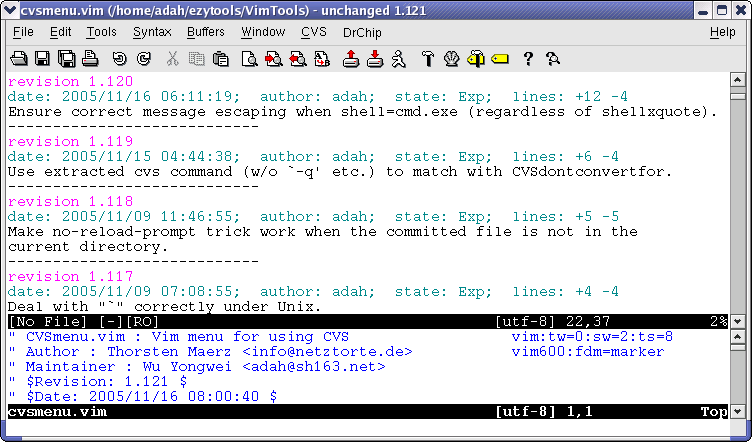 cvsmenu.vim (/home/adah/ezytools/VimTools) - unchanged 1.121
File Edit Tools Syntax Buffers Window CVS DrChip Help
revision 1.120
date: 2005/11/16 06:11:19;  author: adah;  state: Exp;  lines: +12 -4
Ensure correct message escaping when shell=cmd.exe (regardless of shellxquote).
----------------------------
revision 1.119
date: 2005/11/15 04:44:38;  author: adah;  state: Exp;  lines: +6 -4
Use extracted cvs command (w/o `-q' etc.) to match with CVSdontconvertfor.
----------------------------
revision 1.118
date: 2005/11/09 11:46:55;  author: adah;  state: Exp;  lines: +5 -5
Make no-reload-prompt trick work when the committed file is not in the
current directory.
----------------------------
revision 1.117
date: 2005/11/09 07:08:55;  author: adah;  state: Exp;  lines: +4 -4
Deal with "`" correctly under Unix.
[No File] [-][RO] [utf-8] 22,37 2%
" CVSmenu.vim : Vim menu for using CVS vim:tw=0:sw=2:ts=8
" Author : Thorsten Maerz <info@netztorte.de> vim600:fdm=marker
" Maintainer : Wu Yongwei <adah@sh163.net>
" $Revision: 1.121 $
" $Date: 2005/11/16 08:00:40 $
cvsmenu.vim [utf-8] 1,1 Top